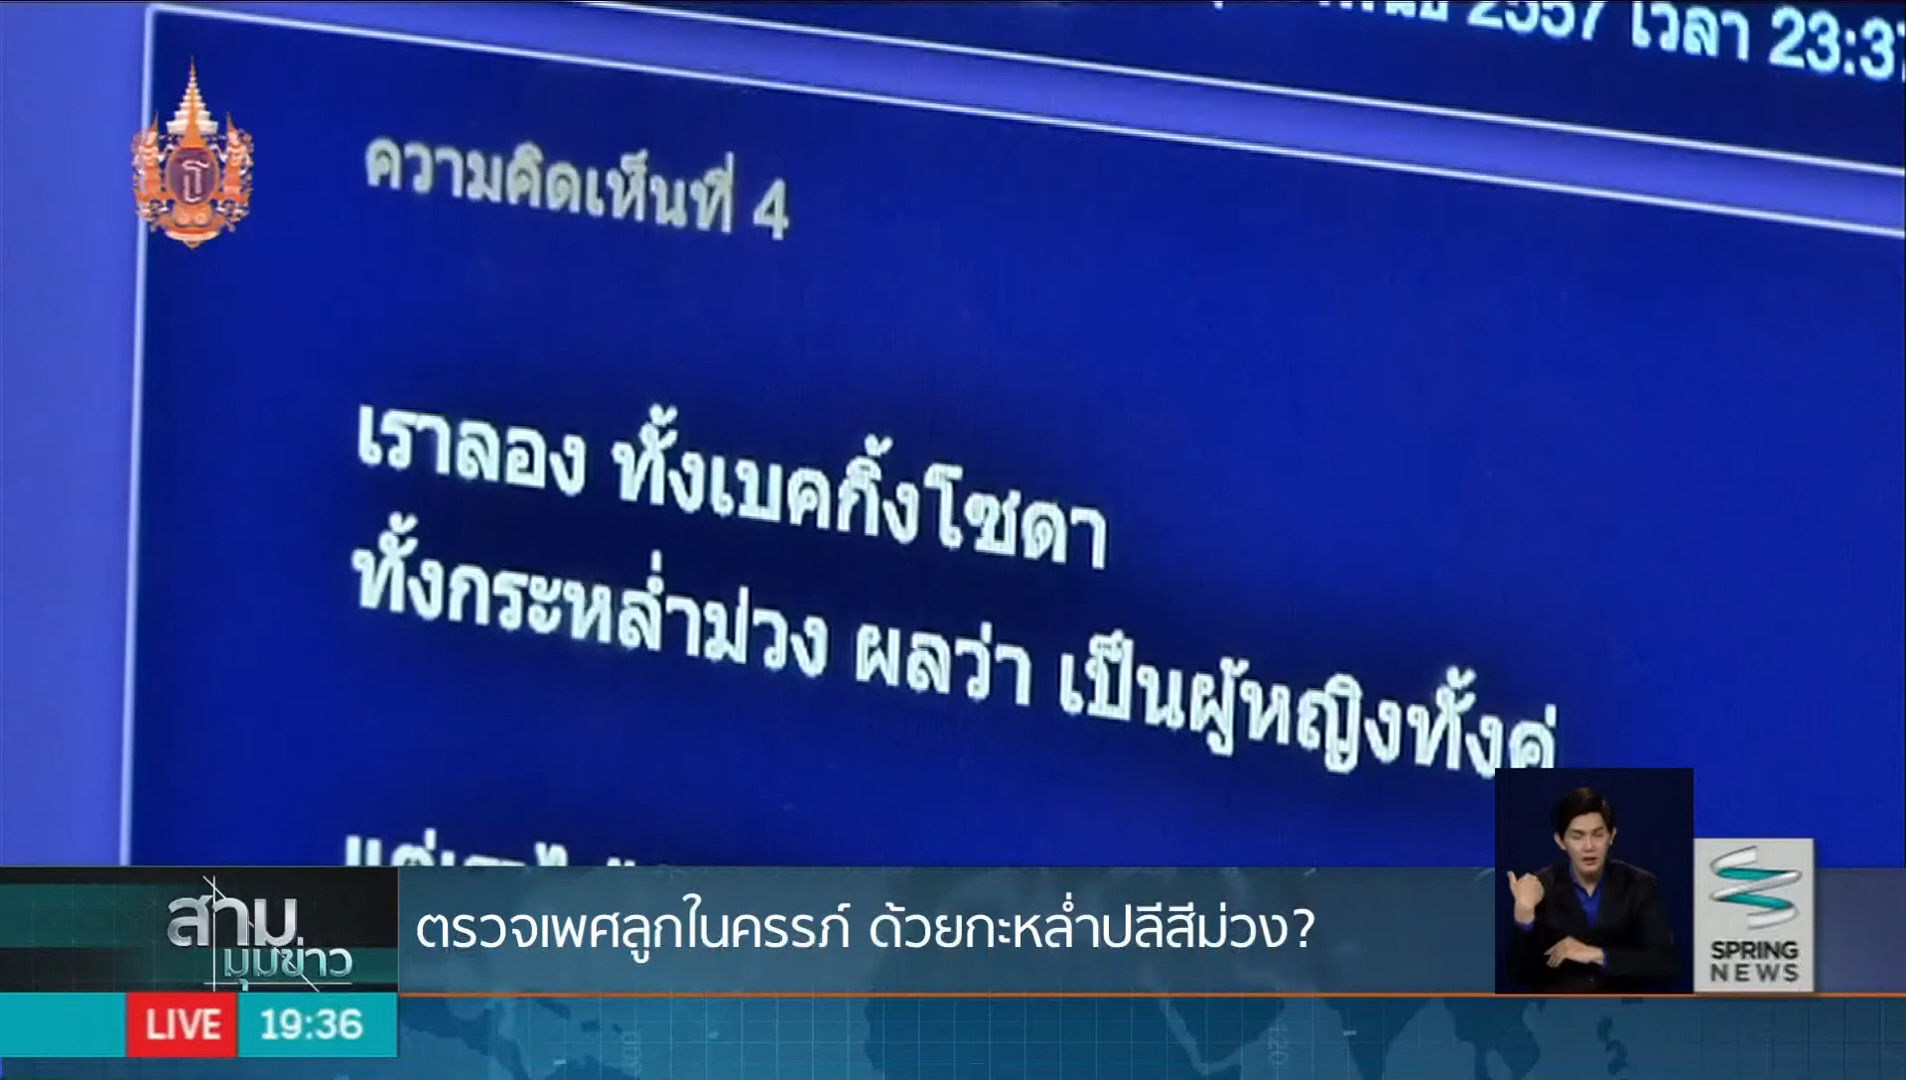 2557 เวลา 23:3
ความคิดเห็นที่ 4
เราลอง ทั้งเบคกิ้งโซดา
ทั้งกระหล่ำม่วง ผลว่า เป็นผู้หญิงทั้งคู่
สาม
มุมข่าว
ตรวจเพศลูกในครรภ์ ด้วยกะหล่ำปลีสีม่วง?
SPRING
NEWS
LIVE 19:36